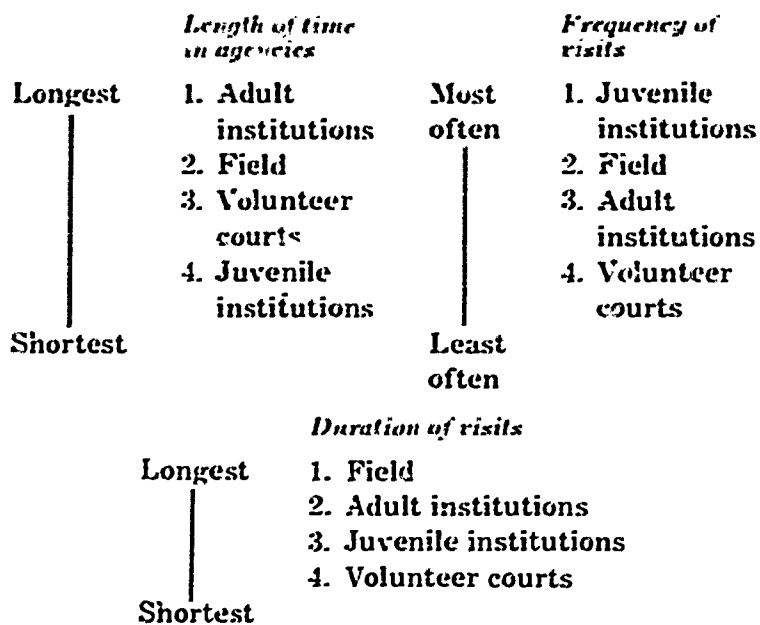 Length of time
in agencies
Longest
1. Adult
institutions
2. Field
3. Volunteer
courts
4. Juvenile
institutions
Shortest
Frequency of
visits
Most
often
1. Juvenile
institutions
2. Field
3. Adult
institutions
4. Volunteer
courts
Least
often
Duration of visits
Longest
1. Field
2. Adult institutions
3. Juvenile institutions
4. Volunteer courts
Shortest